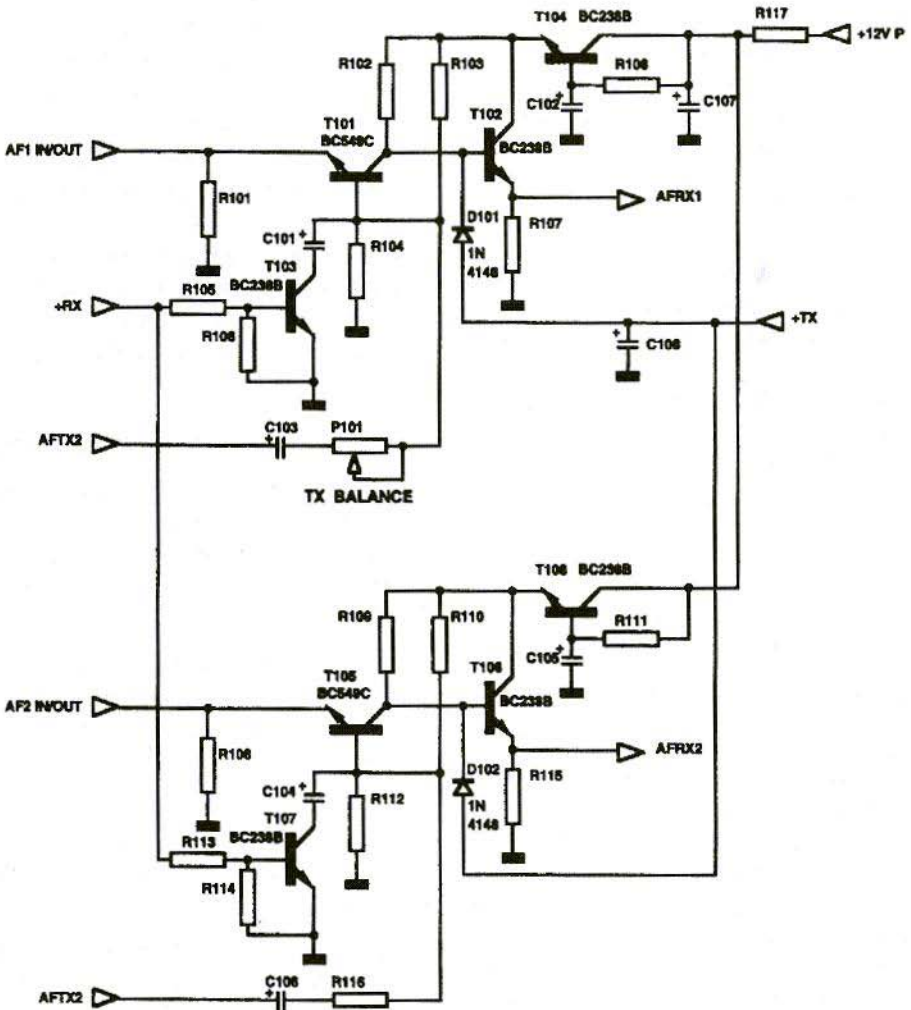 T104 BC238B
R117
+12V P
R102
R103
R108
C102
C107
T101
BC549C
T102
BC238B
AF1 IN/OUT
AFRX1
R101
R107
D101
1N
4148
C101
R104
T103
BC238B
+RX
R105
R106
+TX
C106
AFTX2
C103
P101
TX BALANCE
T108 BC238B
R109
R110
R111
C105
T105
BC549C
T106
BC238B
AF2 IN/OUT
AFRX2
R106
R115
D102
1N
4148
C104
R112
T107
BC238B
R113
R114
AFTX2
C106
R116